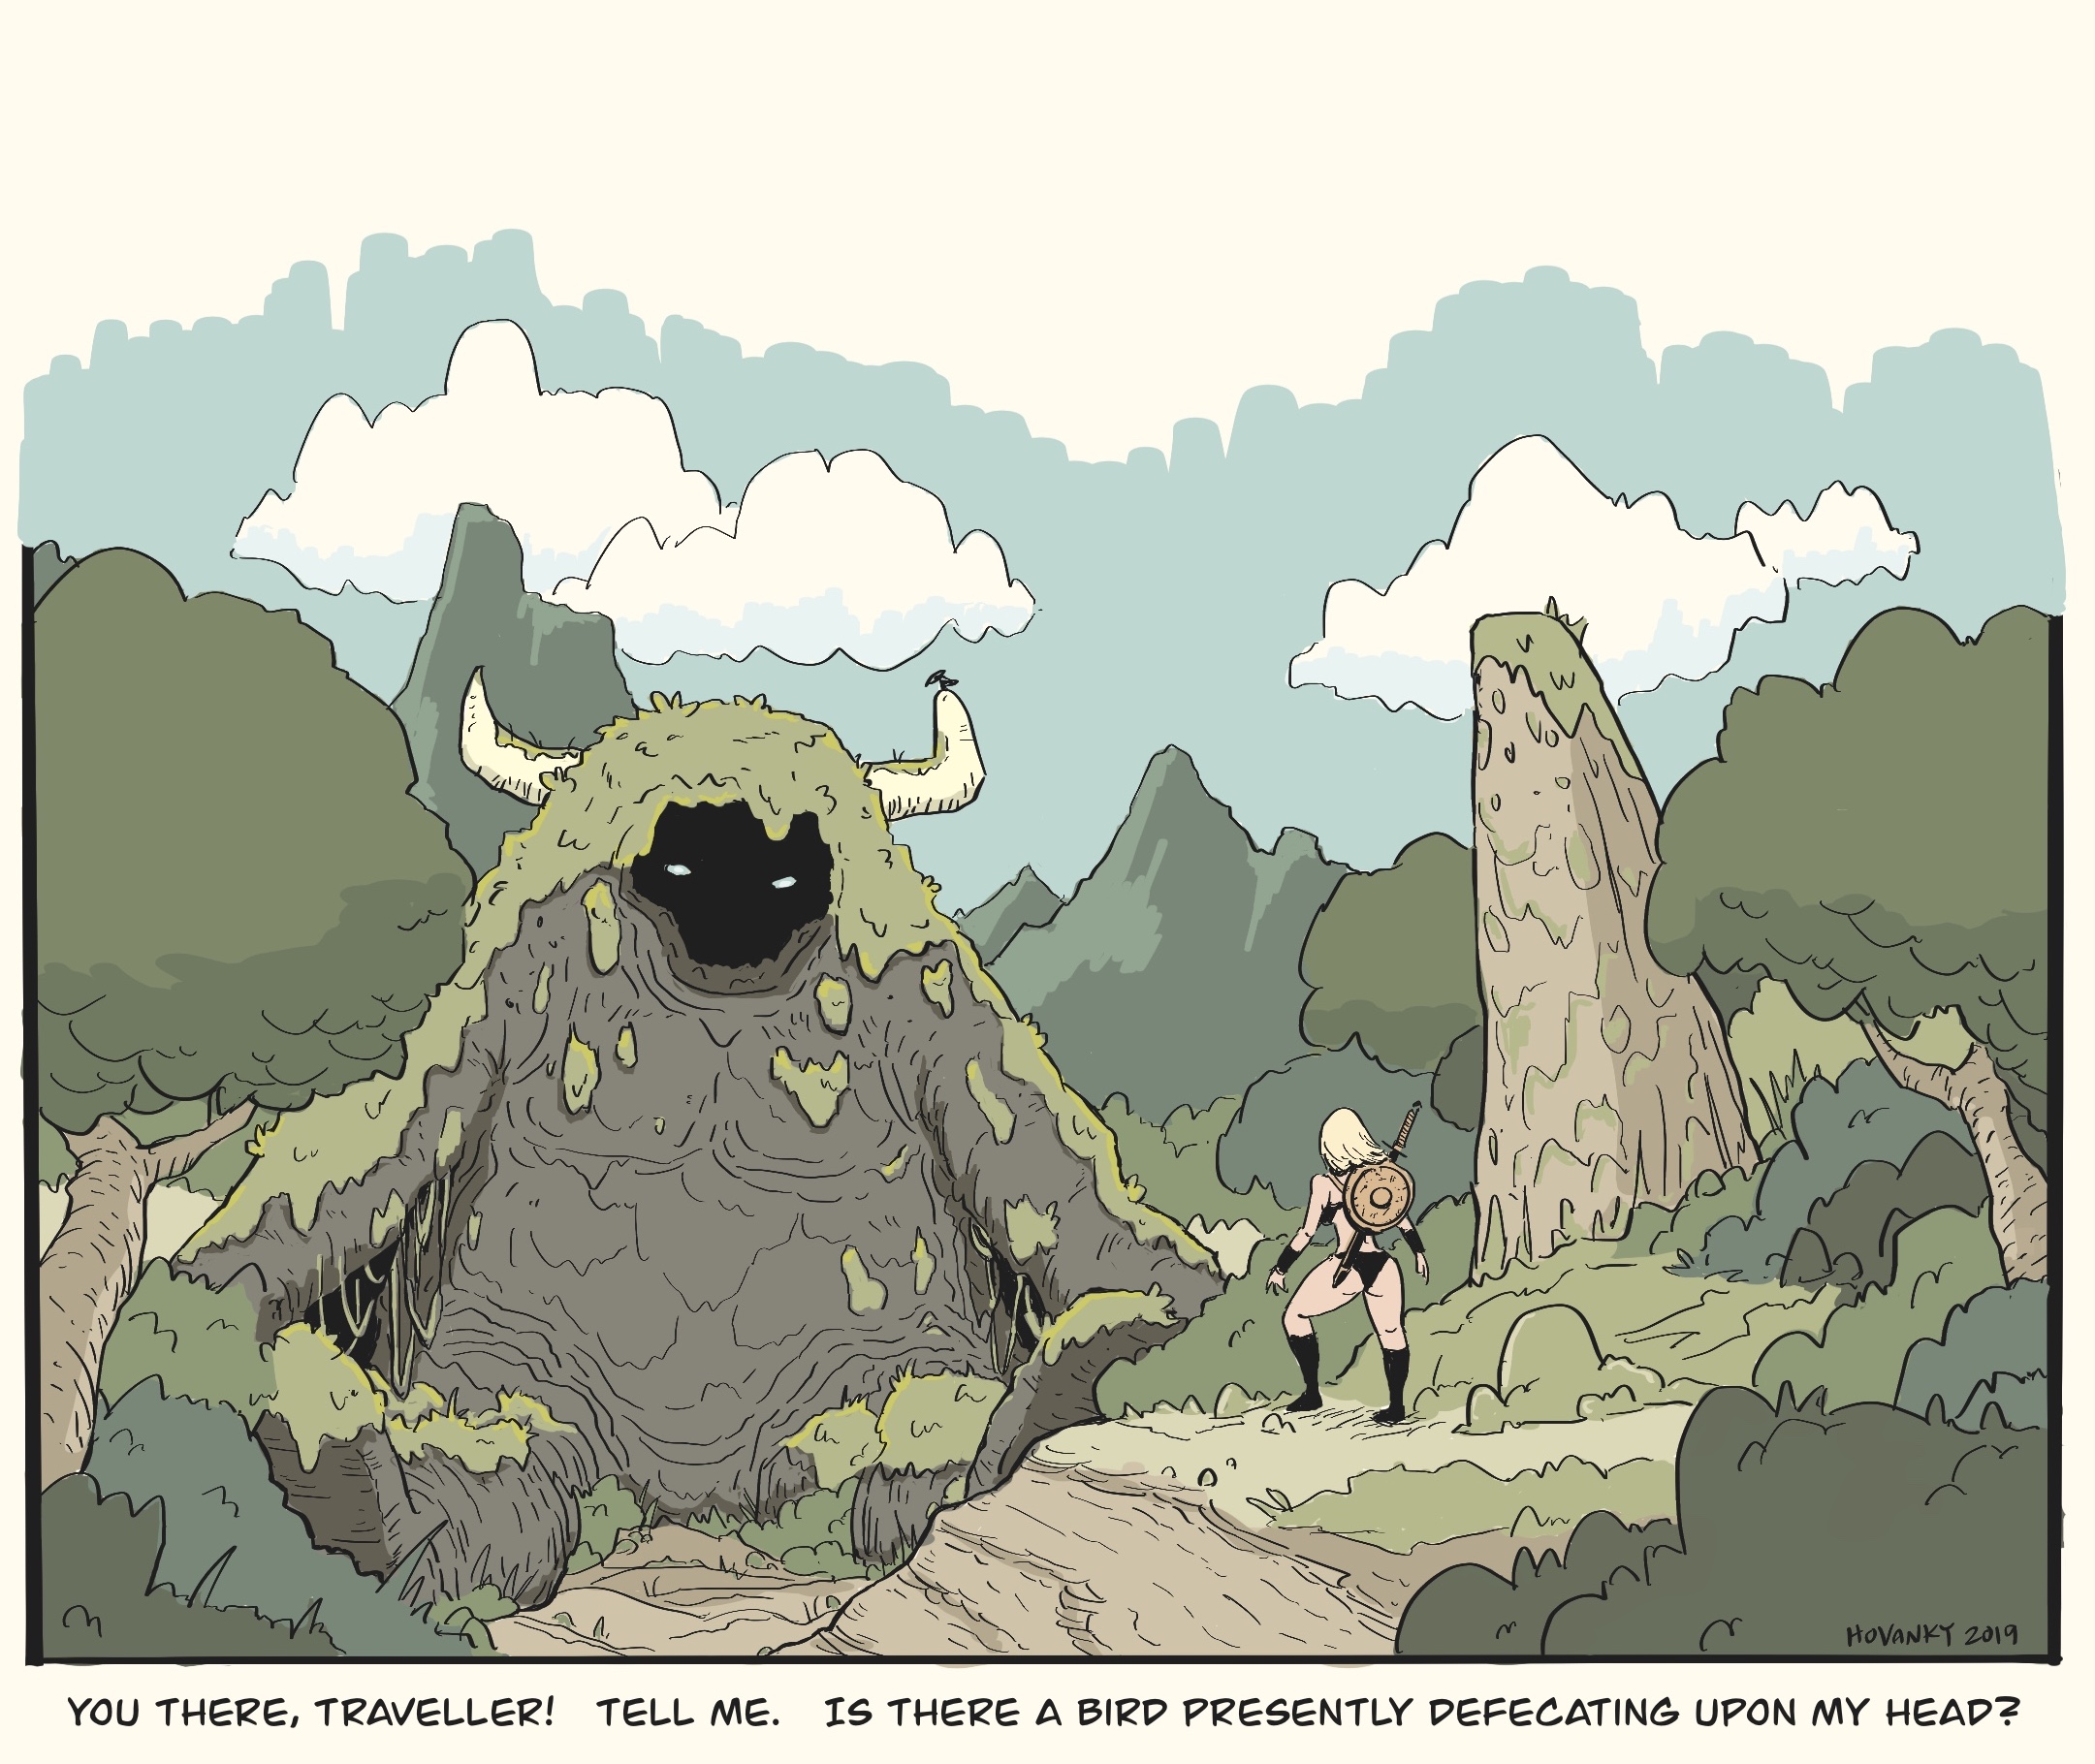 HOVANKY 2019
YOU THERE, TRAVELLER! TELL ME. IS THERE A BIRD PRESENTLY DEFECATING UPON MY HEAD?